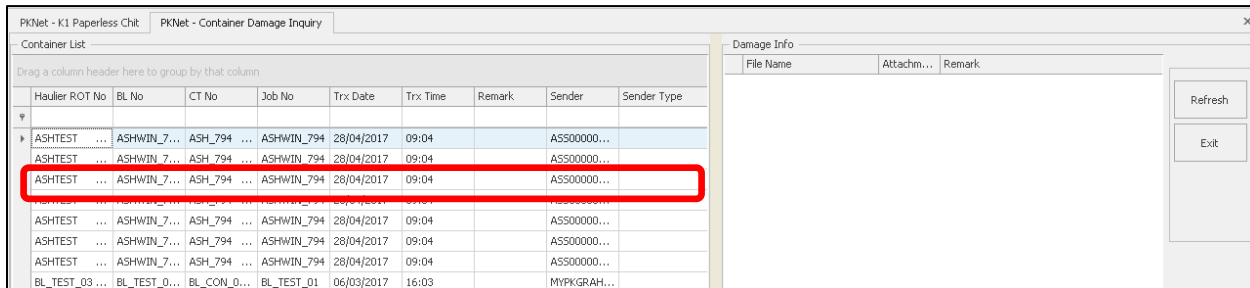 PKNet - K1 Paperless Chit PKNet - Container Damage Inquiry x
Container List
Damage Info
Drag a column header here to group by that column
File Name Attachm... Remark
Haulier ROT No BL No CT No Job No Trx Date Trx Time Remark Sender Sender Type
Refresh
ASHTEST ... ASHWIN_7... ASH_794 ... ASHWIN_794 28/04/2017 09:04 ASS00000...
Exit
ASHTEST ... ASHWIN_7... ASH_794 ... ASHWIN_794 28/04/2017 09:04 ASS00000...
ASHTEST ... ASHWIN_7... ASH_794 ... ASHWIN_794 28/04/2017 09:04 ASS00000...
ASHTEST ... ASHWIN_7... ASH_794 ... ASHWIN_794 28/04/2017 09:04 ASS00000...
ASHTEST ... ASHWIN_7... ASH_794 ... ASHWIN_794 28/04/2017 09:04 ASS00000...
ASHTEST ... ASHWIN_7... ASH_794 ... ASHWIN_794 28/04/2017 09:04 ASS00000...
BL_TEST_03 ... BL_TEST_0... BL_CON_0... BL_TEST_01 06/03/2017 16:03 MYPKGRAH...